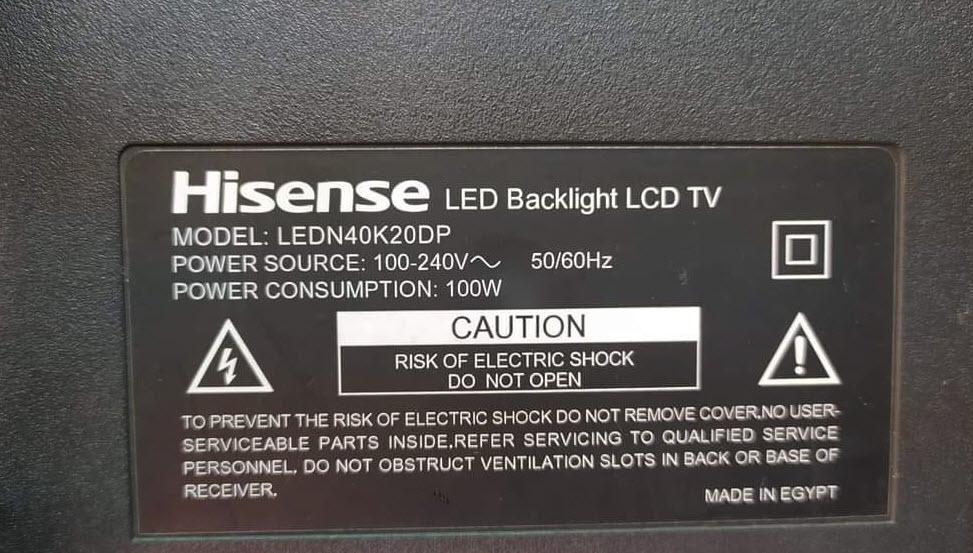 Hisense LED Backlight LCD TV
MODEL: LEDN40K20DP
POWER SOURCE: 100-240V～ 50/60Hz
POWER CONSUMPTION: 100W
CAUTION
RISK OF ELECTRIC SHOCK
DO NOT OPEN
TO PREVENT THE RISK OF ELECTRIC SHOCK DO NOT REMOVE COVER.NO USER-
SERVICEABLE PARTS INSIDE,REFER SERVICING TO QUALIFIED SERVICE
PERSONNEL. DO NOT OBSTRUCT VENTILATION SLOTS IN BACK OR BASE OF
RECEIVER.
MADE IN EGYPT